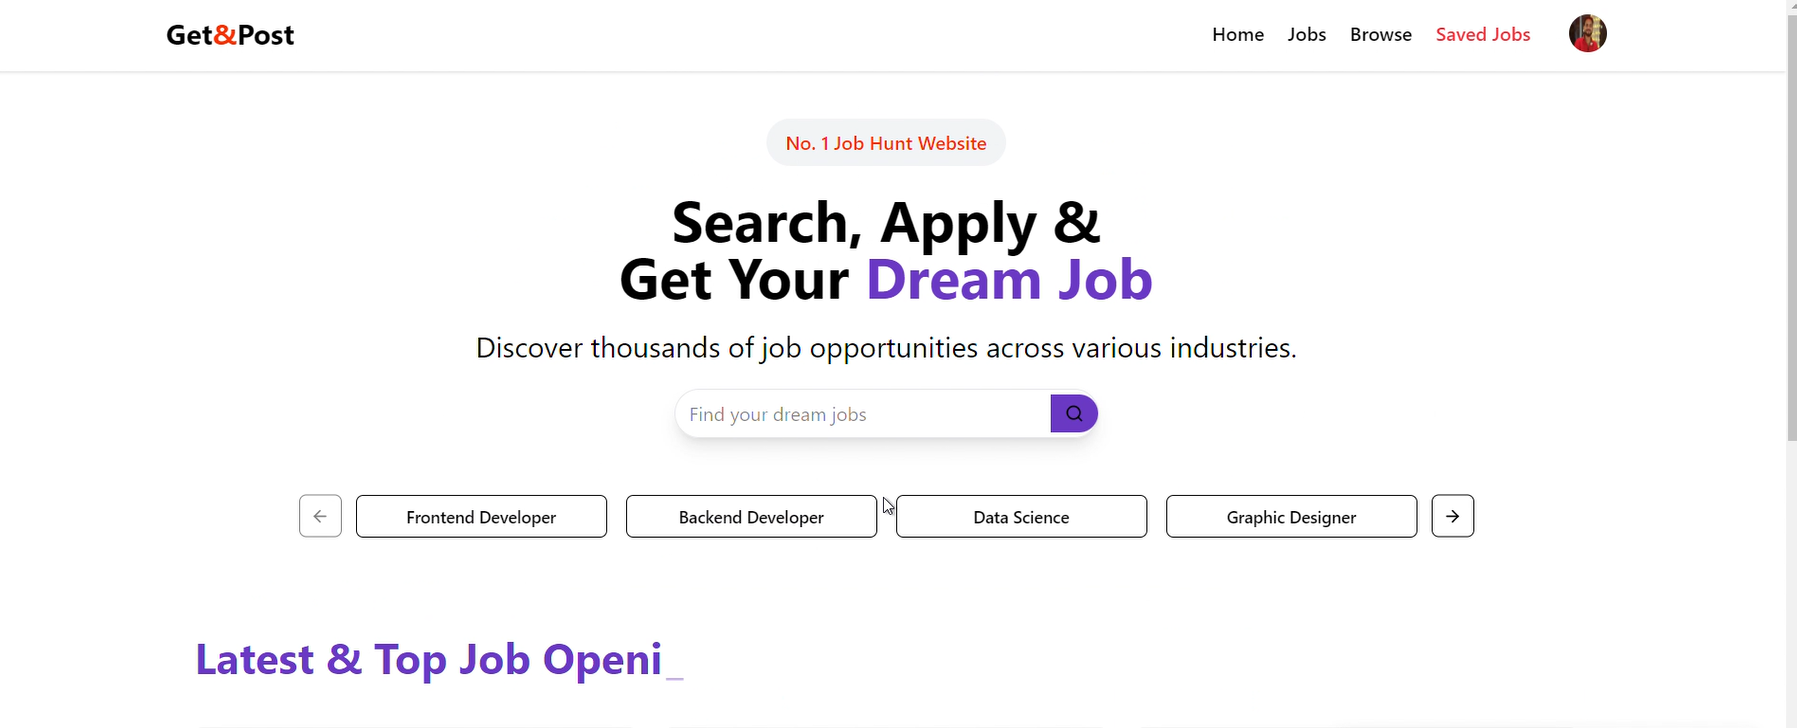 Get&Post
Home Jobs Browse Saved Jobs
No. 1 Job Hunt Website
Search, Apply &
Get Your Dream Job
Discover thousands of job opportunities across various industries.
Find your dream jobs
Frontend Developer Backend Developer Data Science Graphic Designer
Latest & Top Job Openi_